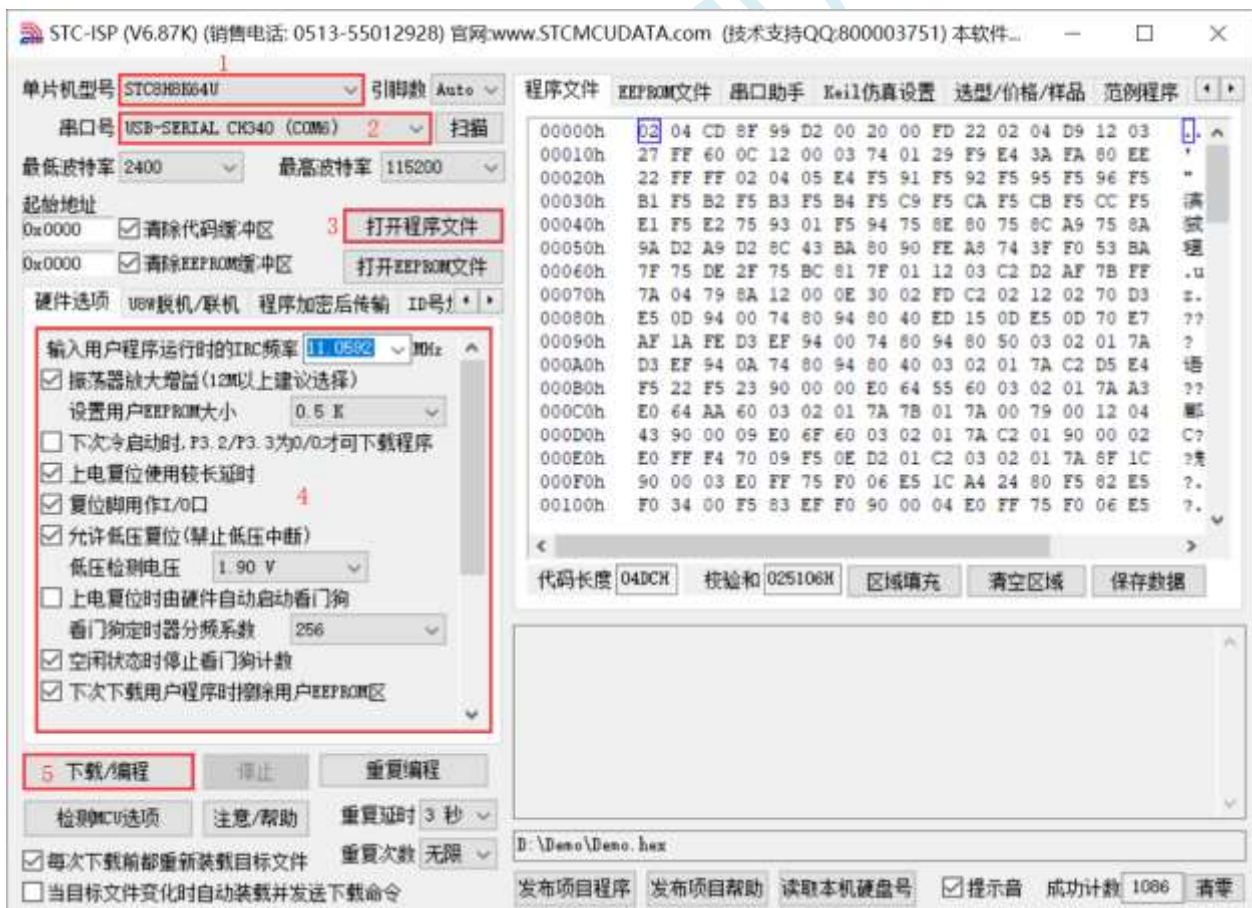 STC-ISP (V6.87K) (销售电话: 0513-55012928) 官网:www.STCMCUDATA.com (技术支持QQ:800003751) 本软件...
1
单片机型号 STC8H8K64U 引脚数 Auto
串口号 USB-SERIAL CH340 (COM6) 2 扫描
最低波特率 2400 最高波特率 115200
起始地址
0x0000 清除代码缓冲区 3 打开程序文件
0x0000 清除EEPROM缓冲区 打开EEPROM文件
硬件选项 U8W脱机/联机 程序加密后传输 ID号
输入用户程序运行时的IRC频率 11.0592 MHz
振荡器放大增益(12M以上建议选择)
设置用户EEPROM大小 0.5 K
下次冷启动时,P3.2/P3.3为0/0才可下载程序
上电复位使用较长延时
复位脚用作I/O口 4
允许低压复位(禁止低压中断)
低压检测电压 1.90 V
上电复位时由硬件自动启动看门狗
看门狗定时器分频系数 256
空闲状态时停止看门狗计数
下次下载用户程序时擦除用户EEPROM区
5 下载/编程 停止 重复编程
检测MCU选项 注意/帮助 重复延时 3 秒
每次下载前都重新装载目标文件 重复次数 无限
当目标文件变化时自动装载并发送下载命令
程序文件 EEPROM文件 串口助手 Keil仿真设置 选型/价格/样品 范例程序
00000h 02 04 CD 8F 99 D2 00 20 00 FD 22 02 04 D9 12 03 ..
00010h 27 FF 60 0C 12 00 03 74 01 29 F9 E4 3A FA 80 EE '
00020h 22 FF FF 02 04 05 E4 F5 91 F5 92 F5 95 F5 96 F5 "
00030h B1 F5 B2 F5 B3 F5 B4 F5 C9 F5 CA F5 CB F5 CC F5
00040h E1 F5 E2 75 93 01 F5 94 75 8E 80 75 8C A9 75 8A
00050h 9A D2 A9 D2 8C 43 BA 80 90 FE A8 74 3F F0 53 BA
00060h 7F 75 DE 2F 75 BC 81 7F 01 12 03 C2 D2 AF 7B FF .u
00070h 7A 04 79 8A 12 00 0E 30 02 FD C2 02 12 02 70 D3 z.
00080h E5 0D 94 00 74 80 94 80 40 ED 15 0D E5 0D 70 E7 ??
00090h AF 1A FE D3 EF 94 00 74 80 94 80 50 03 02 01 7A ?
000A0h D3 EF 94 0A 74 80 94 80 40 03 02 01 7A C2 D5 E4 语
000B0h F5 22 F5 23 90 00 00 E0 64 55 60 03 02 01 7A A3 ??
000C0h E0 64 AA 60 03 02 01 7A 7B 01 7A 00 79 00 12 04
000D0h 43 90 00 09 E0 6F 60 03 02 01 7A C2 01 90 00 02 C?
000E0h E0 FF F4 70 09 F5 0E D2 01 C2 03 02 01 7A 8F 1C
000F0h 90 00 03 E0 FF 75 F0 06 E5 1C A4 24 80 F5 82 E5 ?.
00100h F0 34 00 F5 83 EF F0 90 00 04 E0 FF 75 F0 06 E5 ?.
代码长度 04DCH 校验和 025106H 区域填充 清空区域 保存数据
D:\Demo\Demo.hex
发布项目程序 发布项目帮助 读取本机硬盘号 提示音 成功计数 1086 清零